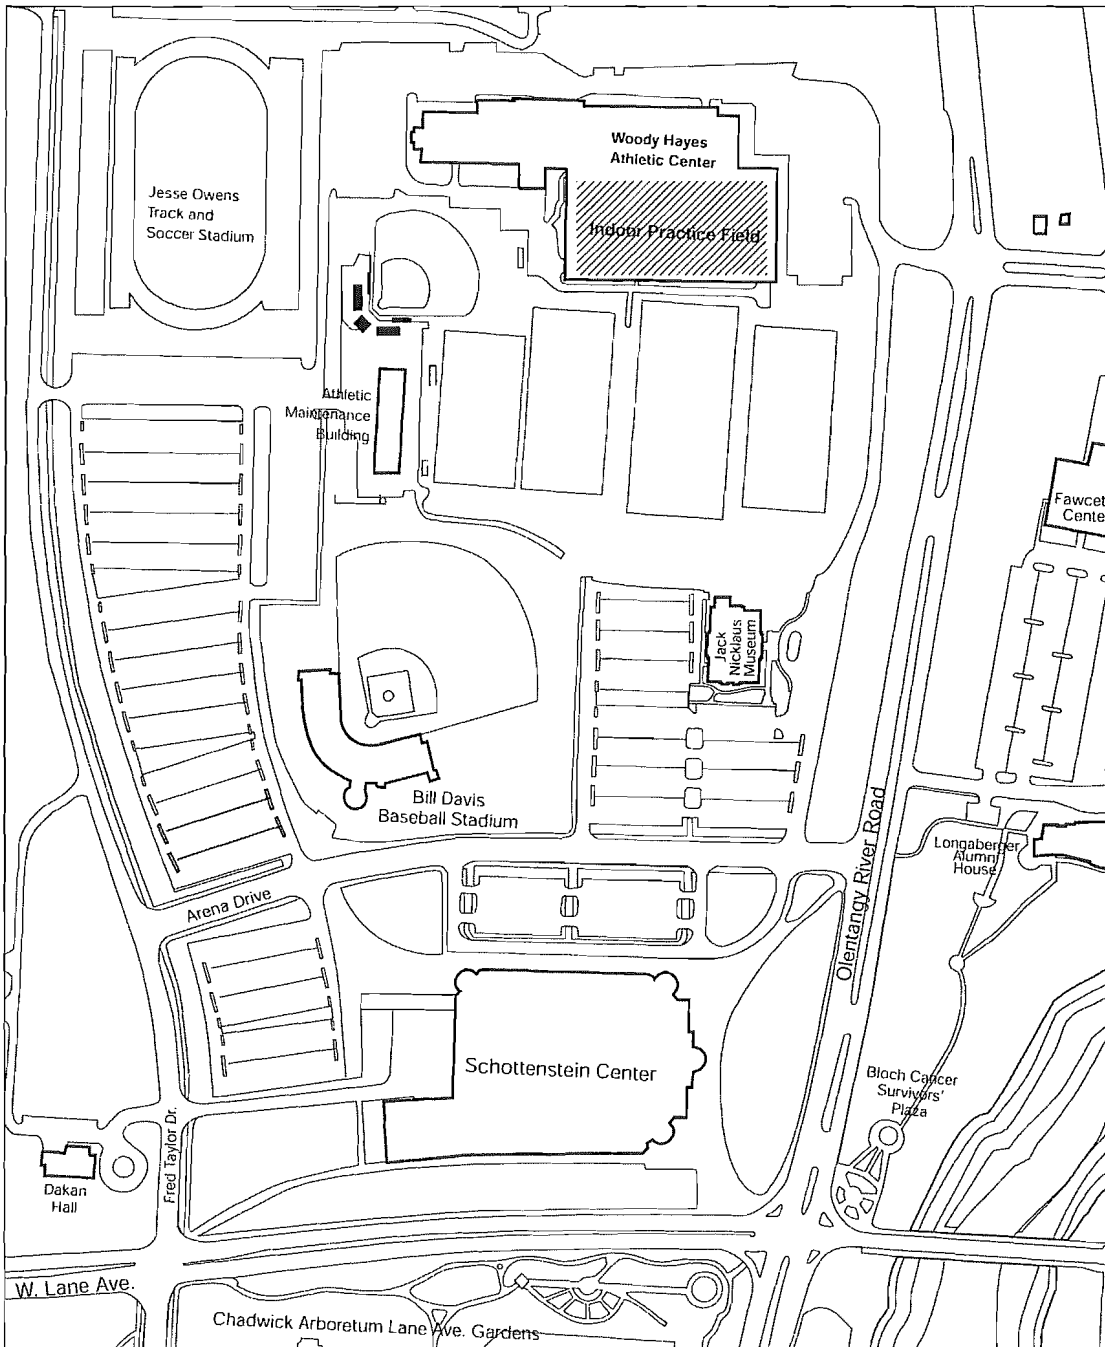 Woody Hayes
Athletic Center
Jesse Owens
Track and
Soccer Stadium
Indoor Practice Field
Athletic
Maintenance
Building
Fawcet
Cente
Jack
Nicklaus
Museum
Bill Davis
Baseball Stadium
Olentangy River Road
Longaberger
Alumni
House
Arena Drive
Schottenstein Center
Bloch Cancer
Survivors'
Plaza
Fred Taylor Dr.
Dakan
Hall
W. Lane Ave.
Chadwick Arboretum Lane Ave. Gardens